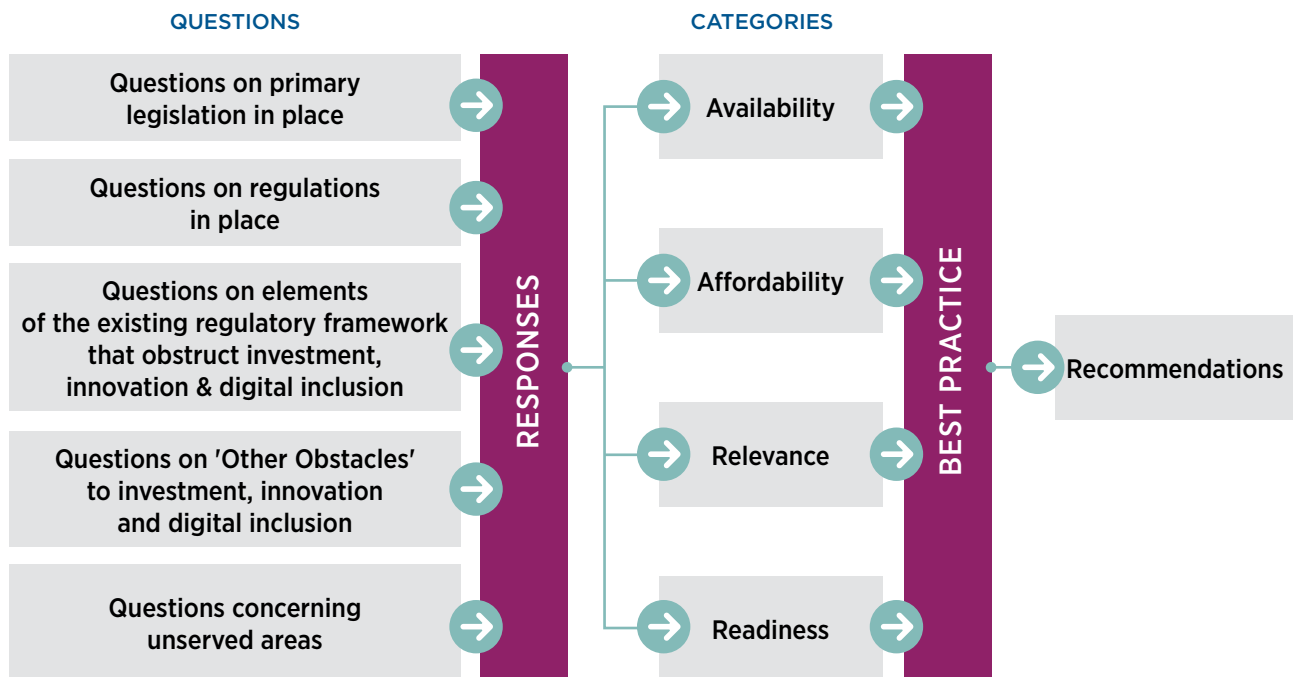 QUESTIONS
Questions on primary
legislation in place
Questions on regulations
in place
Questions on elements
of the existing regulatory framework
that obstruct investment,
innovation & digital inclusion
Questions on 'Other Obstacles'
to investment, innovation
and digital inclusion
Questions concerning
unserved areas
RESPONSES
CATEGORIES
Availability
Affordability
Relevance
Readiness
BEST PRACTICE
Recommendations